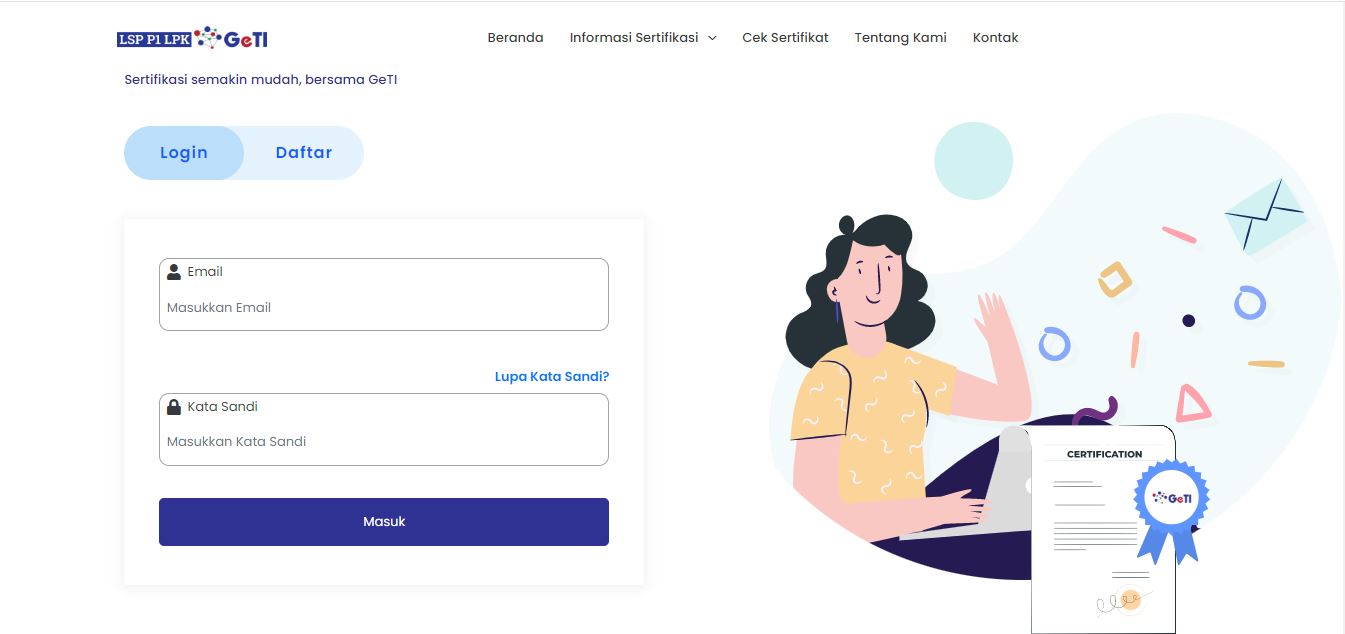 LSP P1 LPK GeTI
Beranda
Informasi Sertifikasi
Cek Sertifikat
Tentang Kami
Kontak
Sertifikasi semakin mudah, bersama GeTI
Login
Daftar
Email
Masukkan Email
Lupa Kata Sandi?
Kata Sandi
Masukkan Kata Sandi
Masuk
CERTIFICATION
GeTI